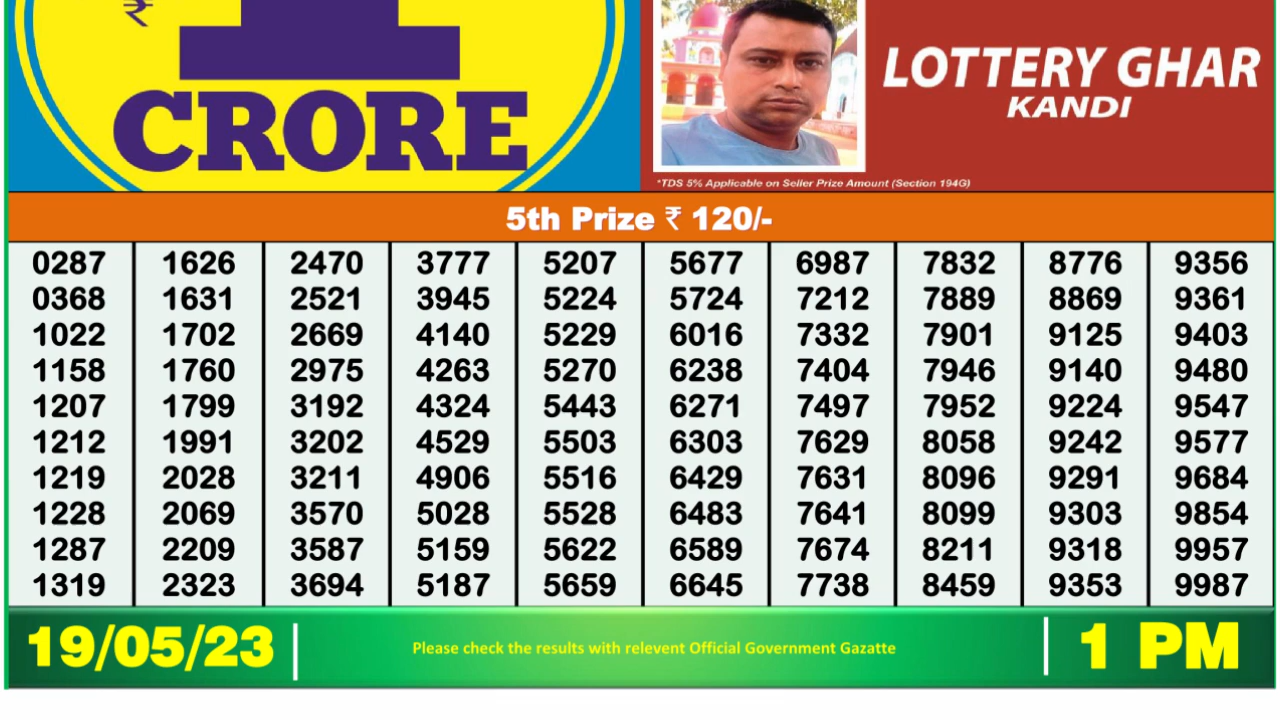 ₹
1
CRORE
LOTTERY GHAR
KANDI
*TDS 5% Applicable on Seller Prize Amount (Section 194G)
5th Prize ₹ 120/-
0287 1626 2470 3777 5207 5677 6987 7832 8776 9356
0368 1631 2521 3945 5224 5724 7212 7889 8869 9361
1022 1702 2669 4140 5229 6016 7332 7901 9125 9403
1158 1760 2975 4263 5270 6238 7404 7946 9140 9480
1207 1799 3192 4324 5443 6271 7497 7952 9224 9547
1212 1991 3202 4529 5503 6303 7629 8058 9242 9577
1219 2028 3211 4906 5516 6429 7631 8096 9291 9684
1228 2069 3570 5028 5528 6483 7641 8099 9303 9854
1287 2209 3587 5159 5622 6589 7674 8211 9318 9957
1319 2323 3694 5187 5659 6645 7738 8459 9353 9987
19/05/23 Please check the results with relevent Official Government Gazatte 1 PM